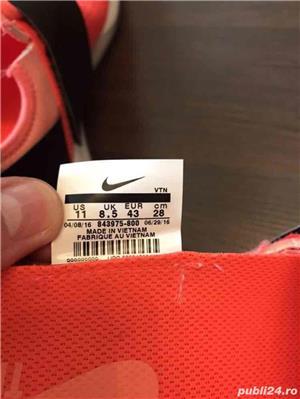 VTN
US UK EUR cm
11 8.5 43 28
04/08/16 843975-800 06/29/16
MADE IN VIETNAM
FABRIQUE AU VIETNAM
publi24.ro